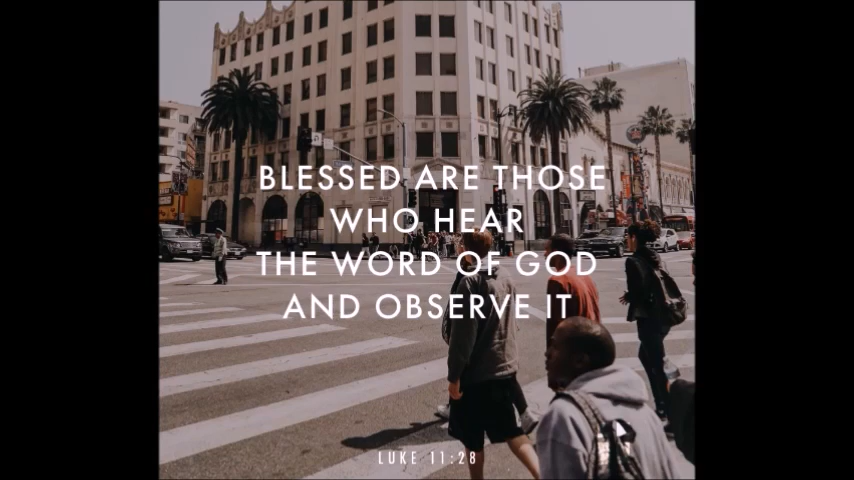 BLESSED ARE THOSE
WHO HEAR
THE WORD OF GOD
AND OBSERVE IT
LUKE 11:28